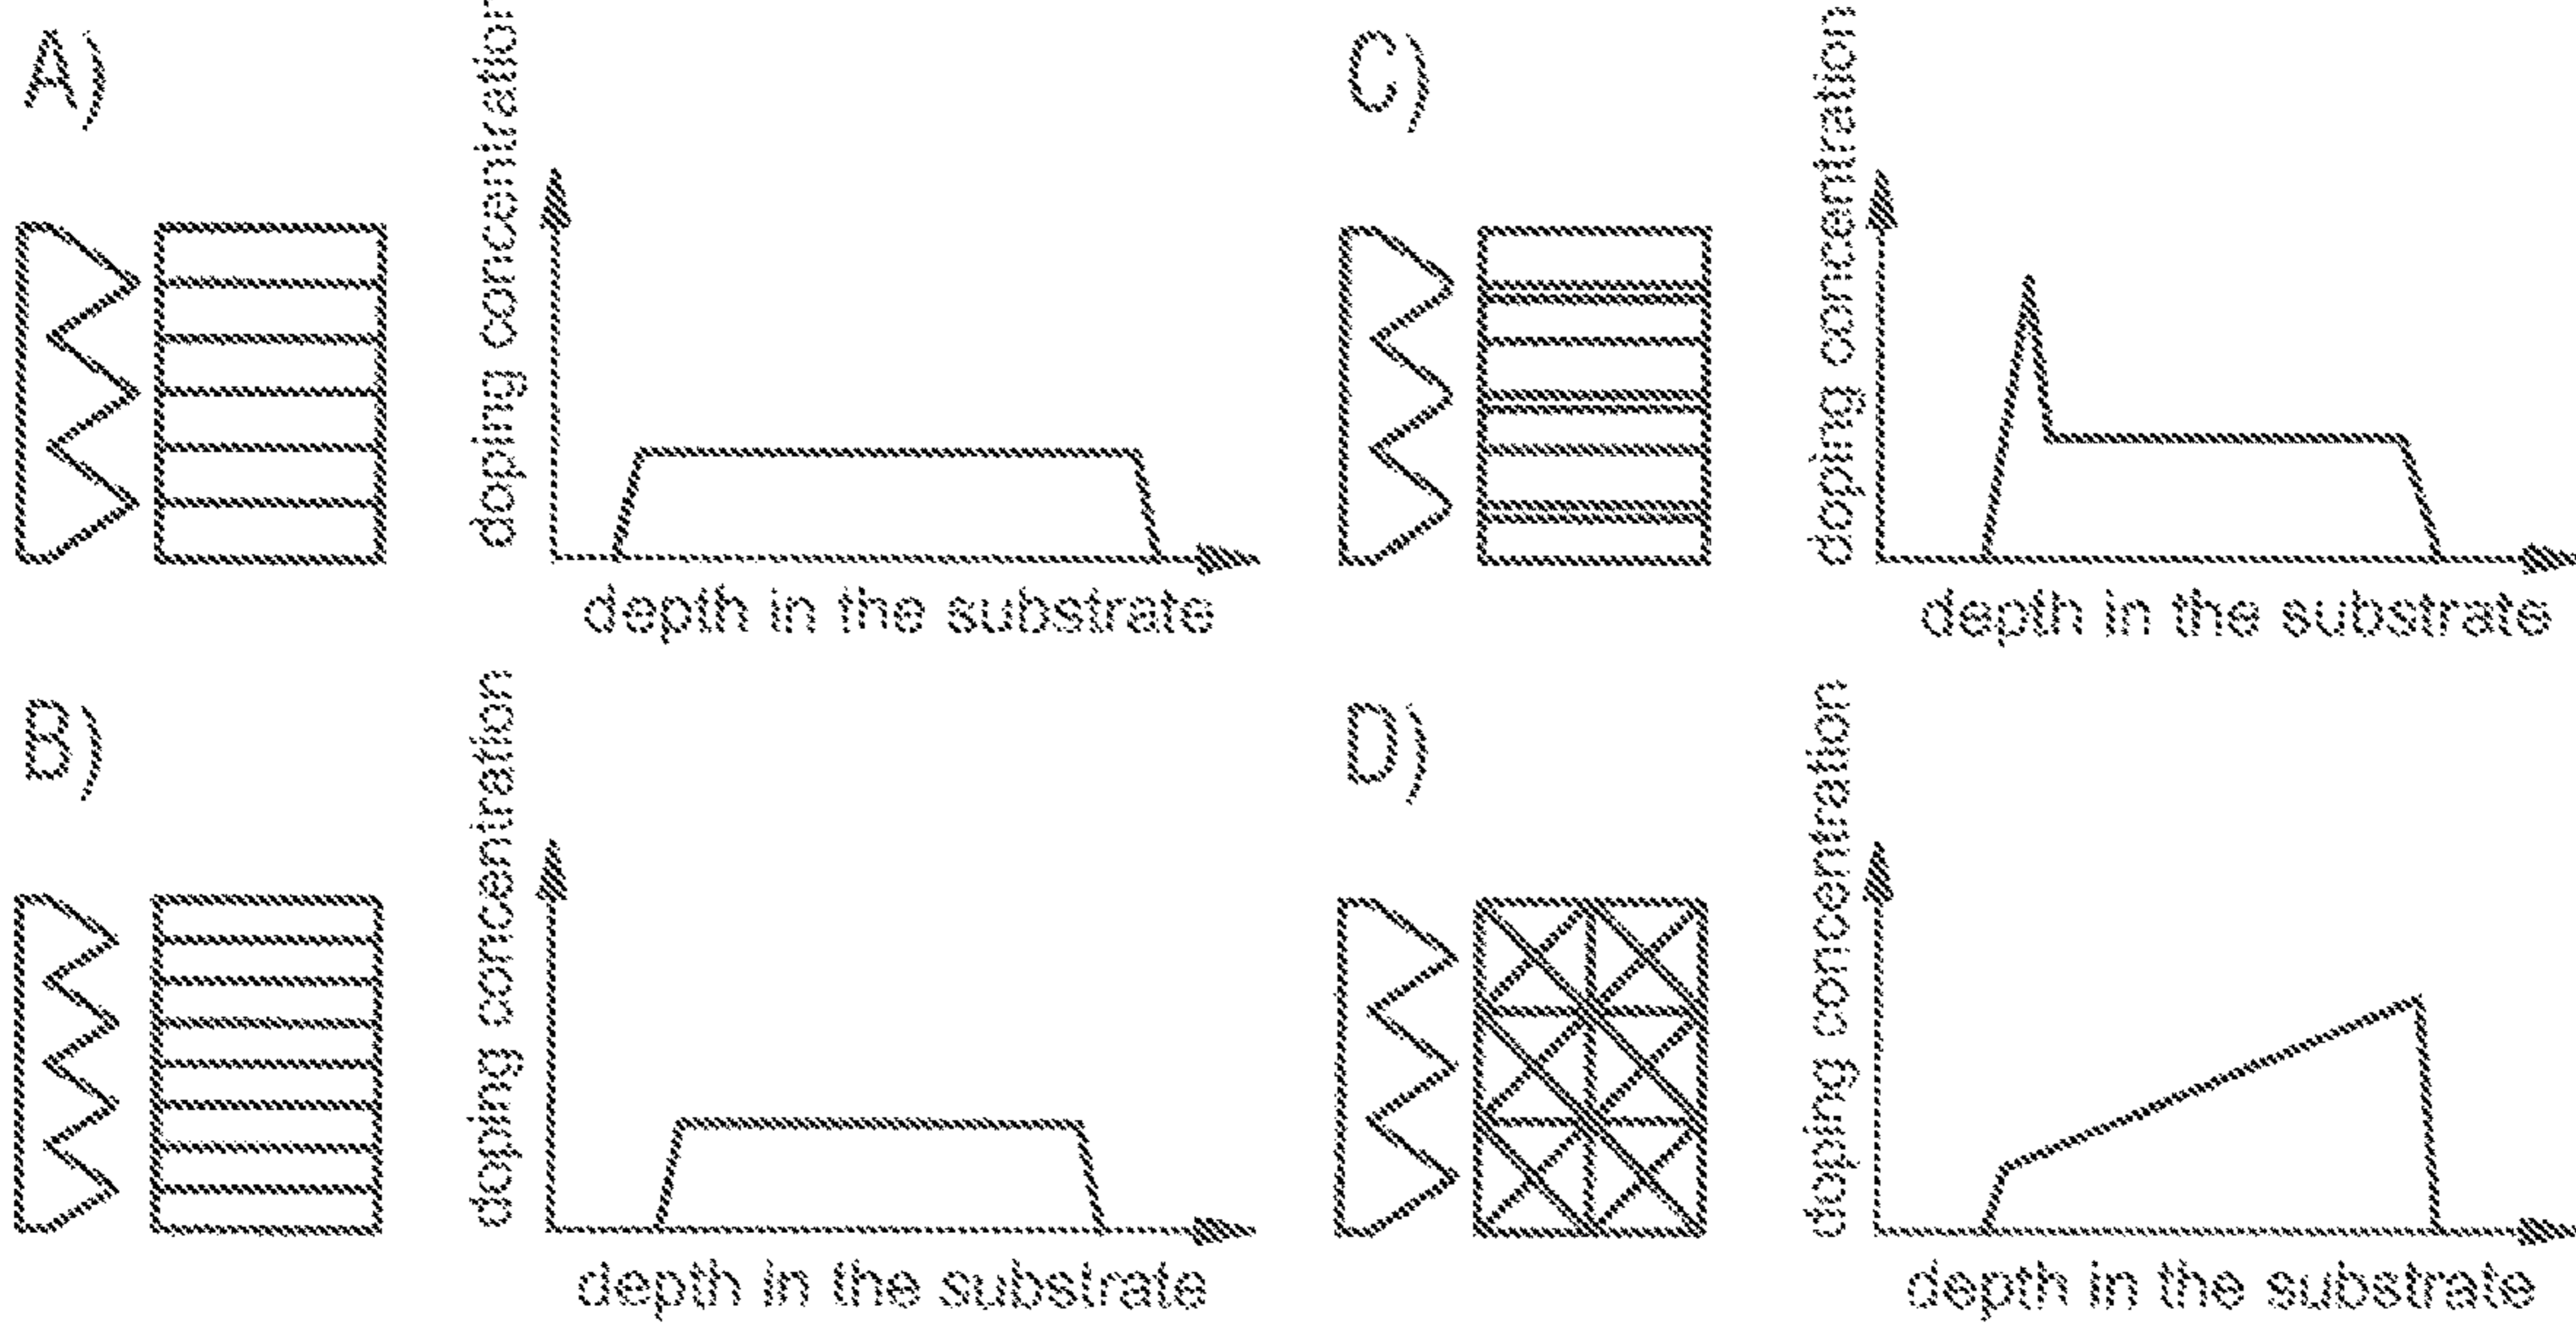 A)
doping concentration
depth in the substrate
C)
doping concentration
depth in the substrate
B)
doping concentration
depth in the substrate
D)
doping concentration
depth in the substrate